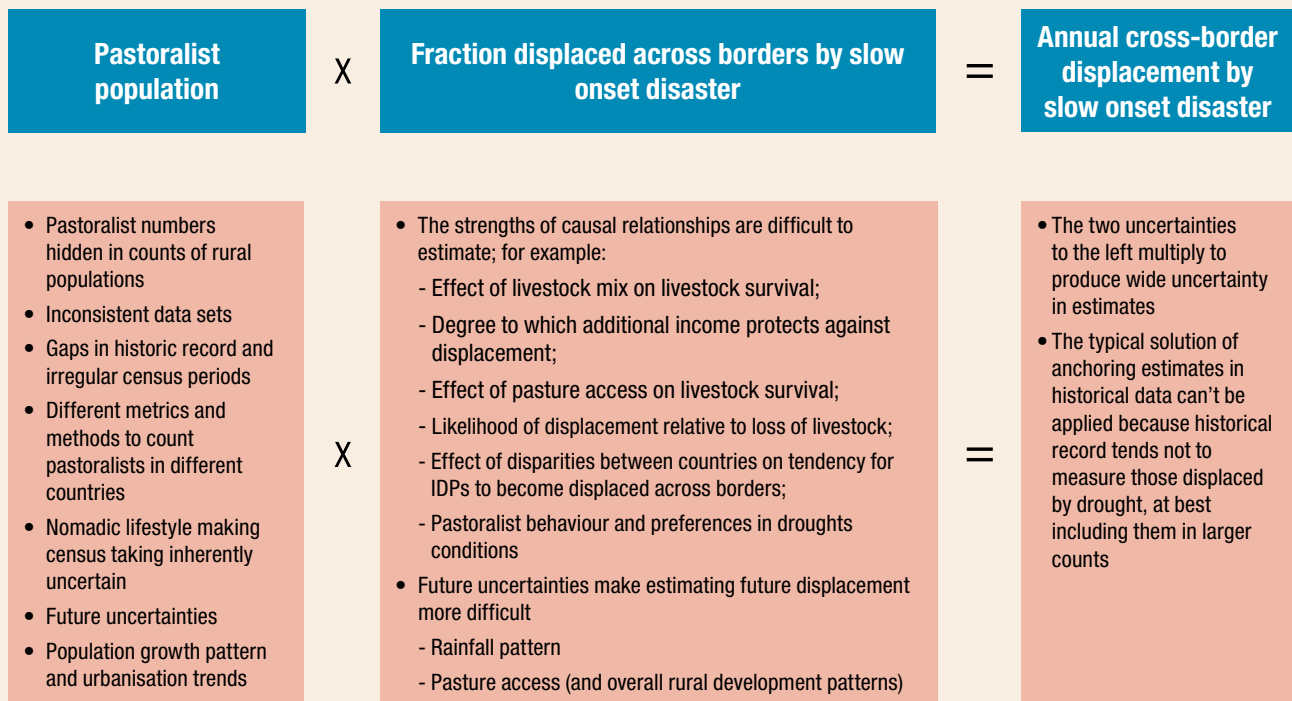 Pastoralist
population
X
Fraction displaced across borders by slow
onset disaster
=
Annual cross-border
displacement by
slow onset disaster
• Pastoralist numbers
hidden in counts of rural
populations
• Inconsistent data sets
• Gaps in historic record and
irregular census periods
• Different metrics and
methods to count
pastoralists in different
countries
• Nomadic lifestyle making
census taking inherently
uncertain
• Future uncertainties
• Population growth pattern
and urbanisation trends
X
• The strengths of causal relationships are difficult to
estimate; for example:
- Effect of livestock mix on livestock survival;
- Degree to which additional income protects against
displacement;
- Effect of pasture access on livestock survival;
- Likelihood of displacement relative to loss of livestock;
- Effect of disparities between countries on tendency for
IDPs to become displaced across borders;
- Pastoralist behaviour and preferences in droughts
conditions
• Future uncertainties make estimating future displacement
more difficult
- Rainfall pattern
- Pasture access (and overall rural development patterns)
=
• The two uncertainties
to the left multiply to
produce wide uncertainty
in estimates
• The typical solution of
anchoring estimates in
historical data can't be
applied because historical
record tends not to
measure those displaced
by drought, at best
including them in larger
counts